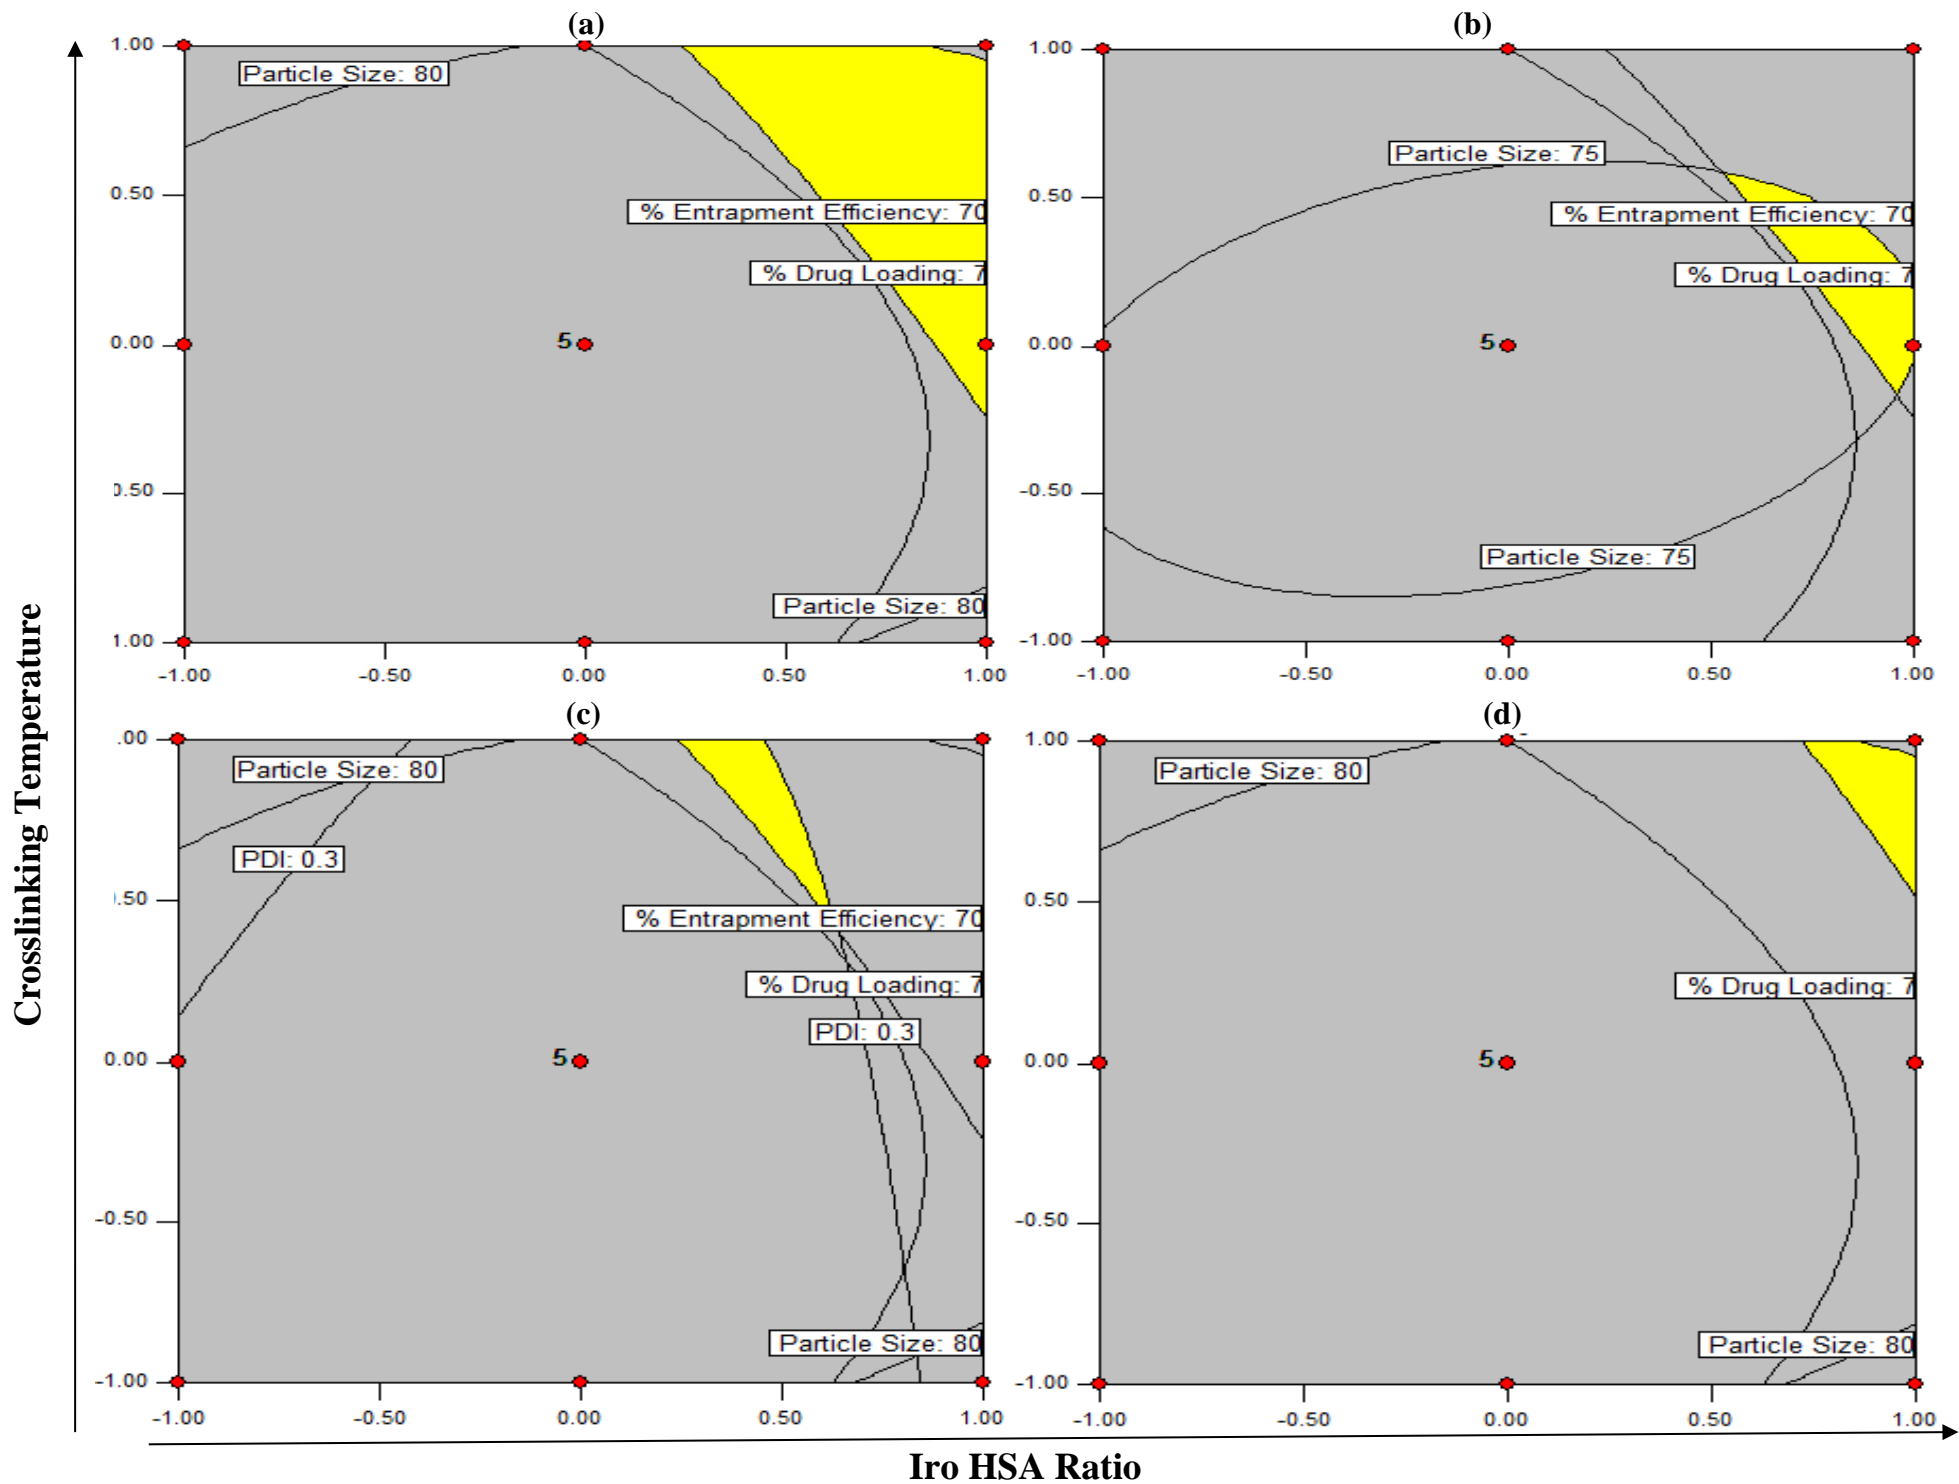 (a)
1.00
0.50
0.00
0.50
1.00
Particle Size: 80
% Entrapment Efficiency: 70
% Drug Loading: 7
5
Particle Size: 80
-1.00 -0.50 0.00 0.50 1.00
(b)
1.00
0.50
0.00
-0.50
-1.00
Particle Size: 75
% Entrapment Efficiency: 70
% Drug Loading: 7
5
Particle Size: 75
-1.00 -0.50 0.00 0.50 1.00
(c)
.00
.50
0.00
-0.50
-1.00
Particle Size: 80
PDI: 0.3
% Entrapment Efficiency: 70
% Drug Loading: 7
PDI: 0.3
5
Particle Size: 80
-1.00 -0.50 0.00 0.50 1.00
(d)
1.00
0.50
0.00
-0.50
-1.00
Particle Size: 80
% Drug Loading: 7
5
Particle Size: 80
-1.00 -0.50 0.00 0.50 1.00
Crosslinking Temperature
Iro HSA Ratio